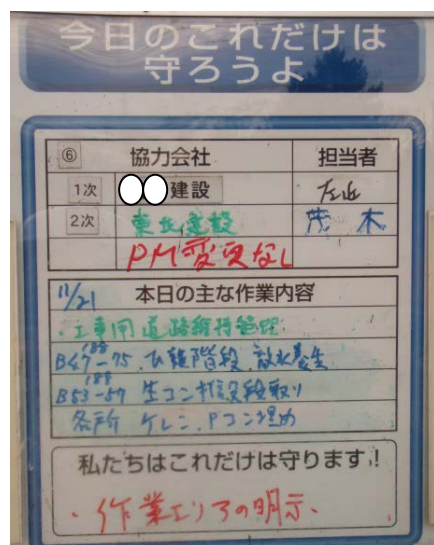 今日のこれだけは
守ろうよ
⑥ 協力会社 担当者
1次 建設 左近
2次 東北建設 茂木
PM変更なし
11/21 本日の主な作業内容
・工事用道路維持管理
B47-75 階段 散水養生
188
B53-57 生コン打設段取り
各所 ケレン、Pコン埋め
私たちはこれだけは守ります!
・作業エリアの明示、